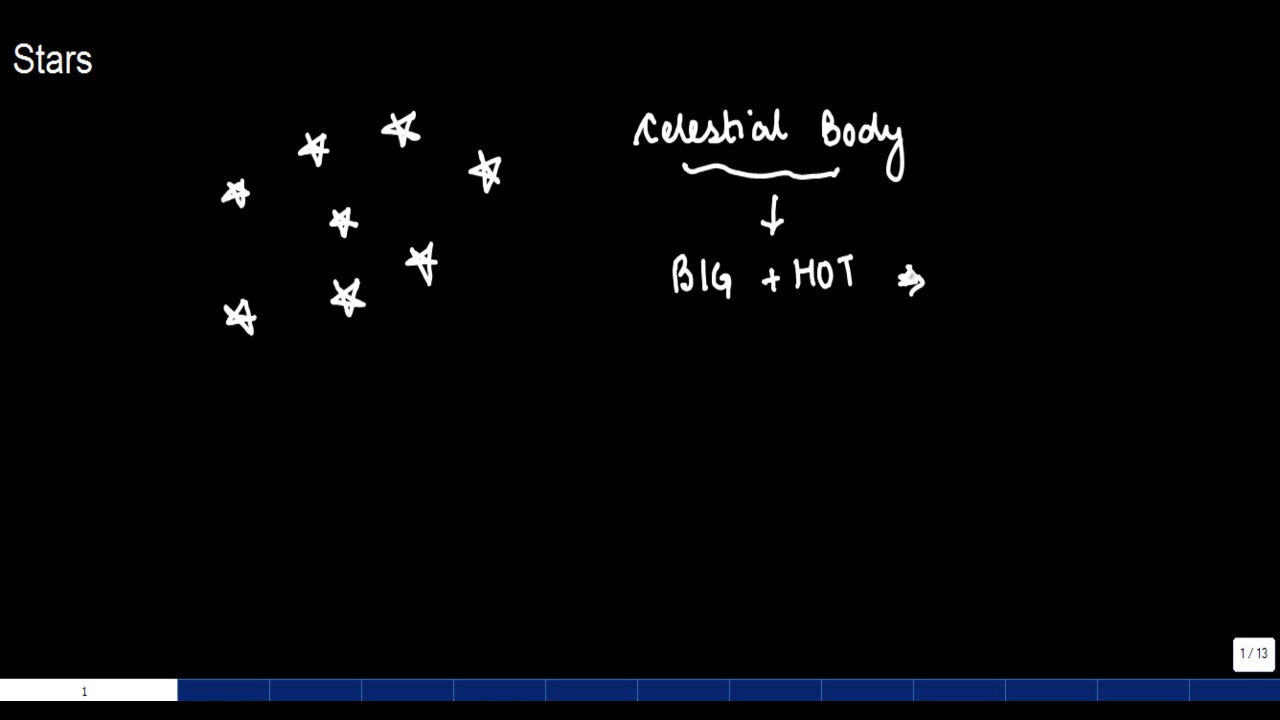 Stars
Celestial Body
↓
BIG + HOT →
1 / 13
1